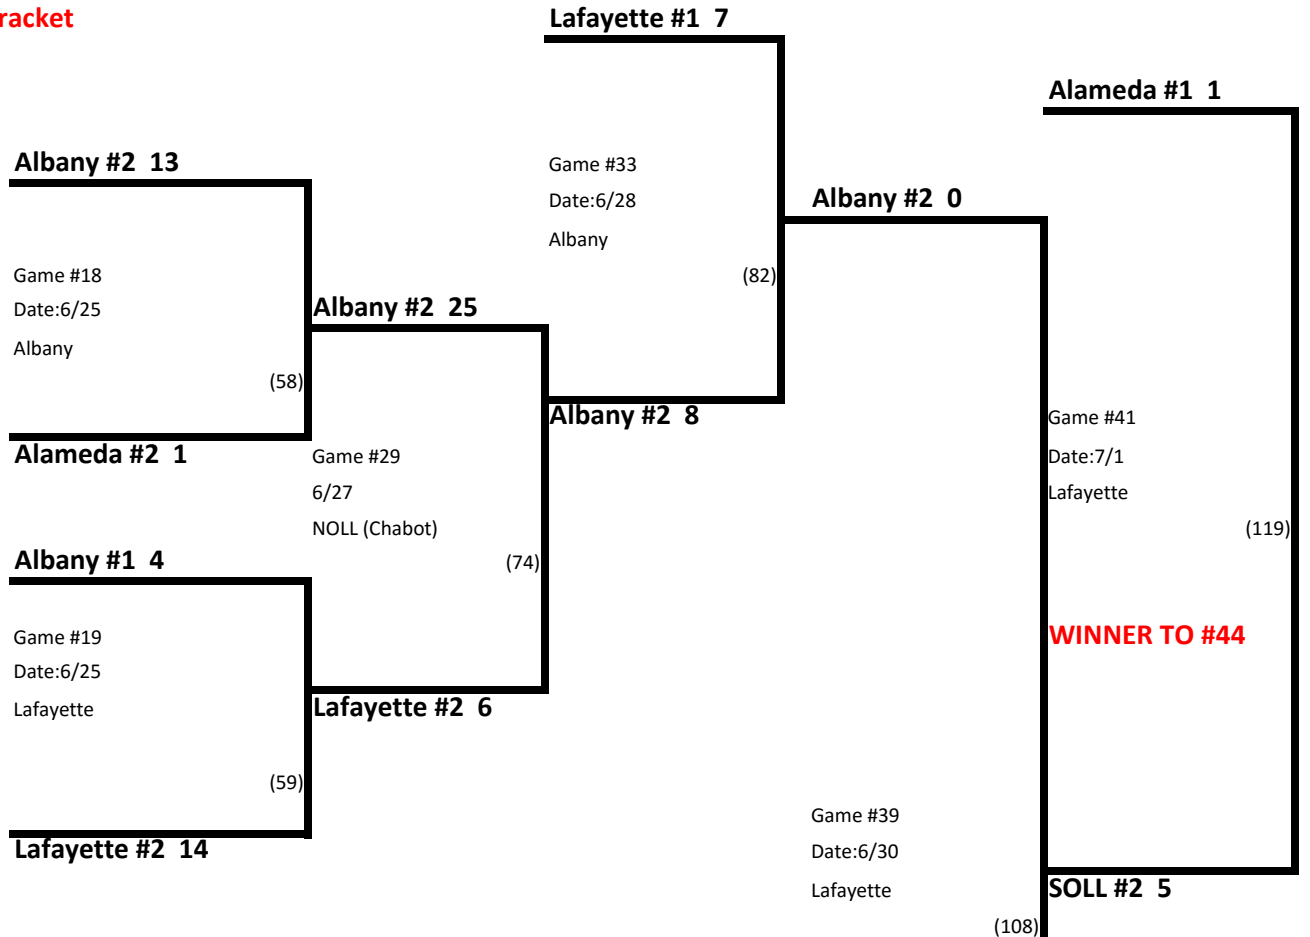 racket
Lafayette #1 7
Alameda #1 1
Albany #2 13
Game #33
Date:6/28
Albany
(82)
Albany #2 0
Game #18
Date:6/25
Albany
(58)
Albany #2 25
Alameda #2 1
Albany #2 8
Game #29
6/27
NOLL (Chabot)
(74)
Game #41
Date:7/1
Lafayette
(119)
Albany #1 4
Game #19
Date:6/25
Lafayette
(59)
WINNER TO #44
Lafayette #2 6
Lafayette #2 14
Game #39
Date:6/30
Lafayette
(108)
SOLL #2 5